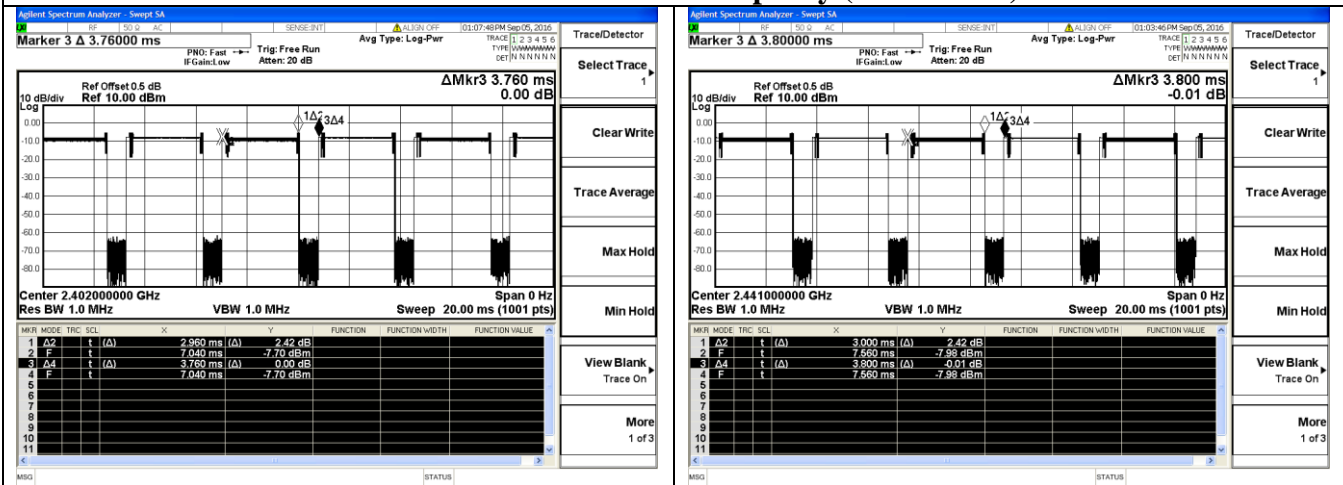 Agilent Spectrum Analyzer - Swept SA
RF 50 Ω AC SENSE:INT ALIGN OFF 01:07:48 PM Sep 05, 2016
Marker 3 Δ 3.76000 ms
Avg Type: Log-Pwr
TRACE 1 2 3 4 5 6
TYPE
DET N N N N N N
PNO: Fast
IFGain:Low
Trig: Free Run
Atten: 20 dB
Trace/Detector
Ref Offset 0.5 dB
Ref 10.00 dBm
ΔMkr3 3.760 ms
0.00 dB
10 dB/div
Log
0.00
-10.0
-20.0
-30.0
-40.0
-50.0
-60.0
-70.0
-80.0
3Δ4
Center 2.402000000 GHz
Span 0 Hz
Res BW 1.0 MHz VBW 1.0 MHz Sweep 20.00 ms (1001 pts)
MKR MODE TRC SCL X Y FUNCTION FUNCTION WIDTH FUNCTION VALUE
1 Δ2 t (Δ) 2.960 ms (Δ) 2.42 dB
2 F t 7.040 ms -7.70 dBm
3 Δ4 t (Δ) 3.760 ms (Δ) 0.00 dB
4 F t 7.040 ms -7.70 dBm
5
6
7
8
9
10
11
Select Trace
1
Clear Write
Trace Average
Max Hold
Min Hold
View Blank
Trace On
More
1 of 3
MSG STATUS
Agilent Spectrum Analyzer - Swept SA
RF 50 Ω AC SENSE:INT ALIGN OFF 01:03:46 PM Sep 05, 2016
Marker 3 Δ 3.80000 ms
Avg Type: Log-Pwr
TRACE 1 2 3 4 5 6
TYPE
DET N N N N N N
PNO: Fast
IFGain:Low
Trig: Free Run
Atten: 20 dB
Trace/Detector
Ref Offset 0.5 dB
Ref 10.00 dBm
ΔMkr3 3.800 ms
-0.01 dB
10 dB/div
Log
0.00
-10.0
-20.0
-30.0
-40.0
-50.0
-60.0
-70.0
-80.0
3Δ4
Center 2.441000000 GHz
Span 0 Hz
Res BW 1.0 MHz VBW 1.0 MHz Sweep 20.00 ms (1001 pts)
MKR MODE TRC SCL X Y FUNCTION FUNCTION WIDTH FUNCTION VALUE
1 Δ2 t (Δ) 3.000 ms (Δ) 2.42 dB
2 F t 7.560 ms -7.98 dBm
3 Δ4 t (Δ) 3.800 ms (Δ) -0.01 dB
4 F t 7.560 ms -7.98 dBm
5
6
7
8
9
10
11
Select Trace
1
Clear Write
Trace Average
Max Hold
Min Hold
View Blank
Trace On
More
1 of 3
MSG STATUS